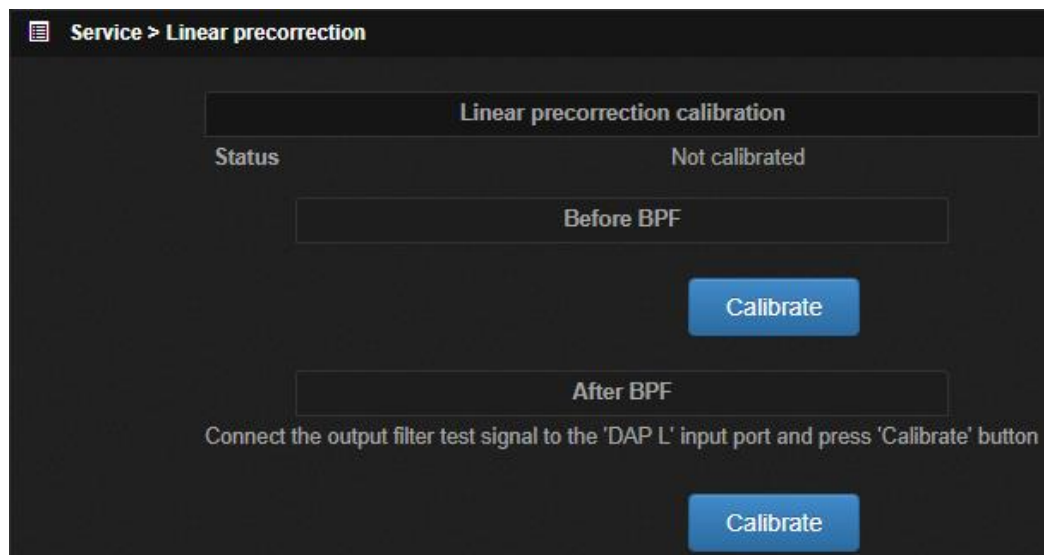 Service > Linear precorrection
Linear precorrection calibration
Status Not calibrated
Before BPF
Calibrate
After BPF
Connect the output filter test signal to the 'DAP L' input port and press 'Calibrate' button
Calibrate